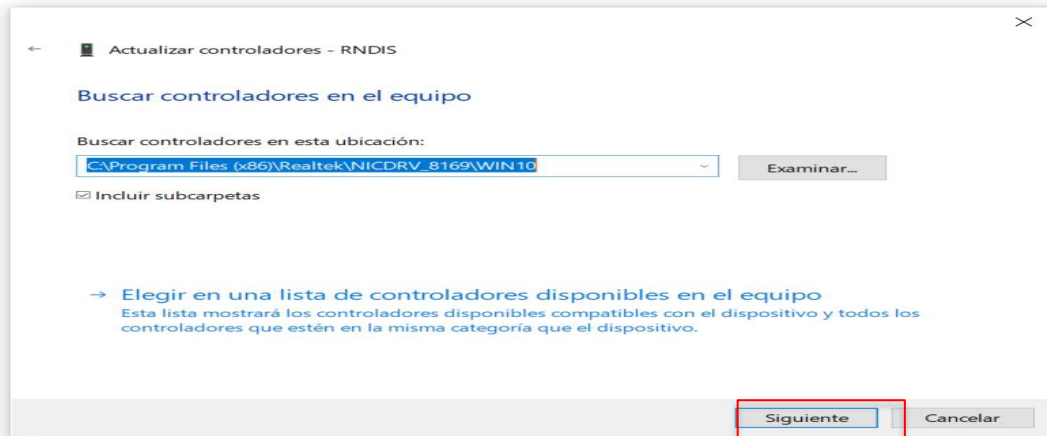 Actualizar controladores - RNDIS
Buscar controladores en el equipo
Buscar controladores en esta ubicación:
C:\Program Files (x86)\Realtek\NICDRV_8169\WIN10
Examinar...
Incluir subcarpetas
Elegir en una lista de controladores disponibles en el equipo
Esta lista mostrará los controladores disponibles compatibles con el dispositivo y todos los
controladores que estén en la misma categoría que el dispositivo.
Siguiente
Cancelar